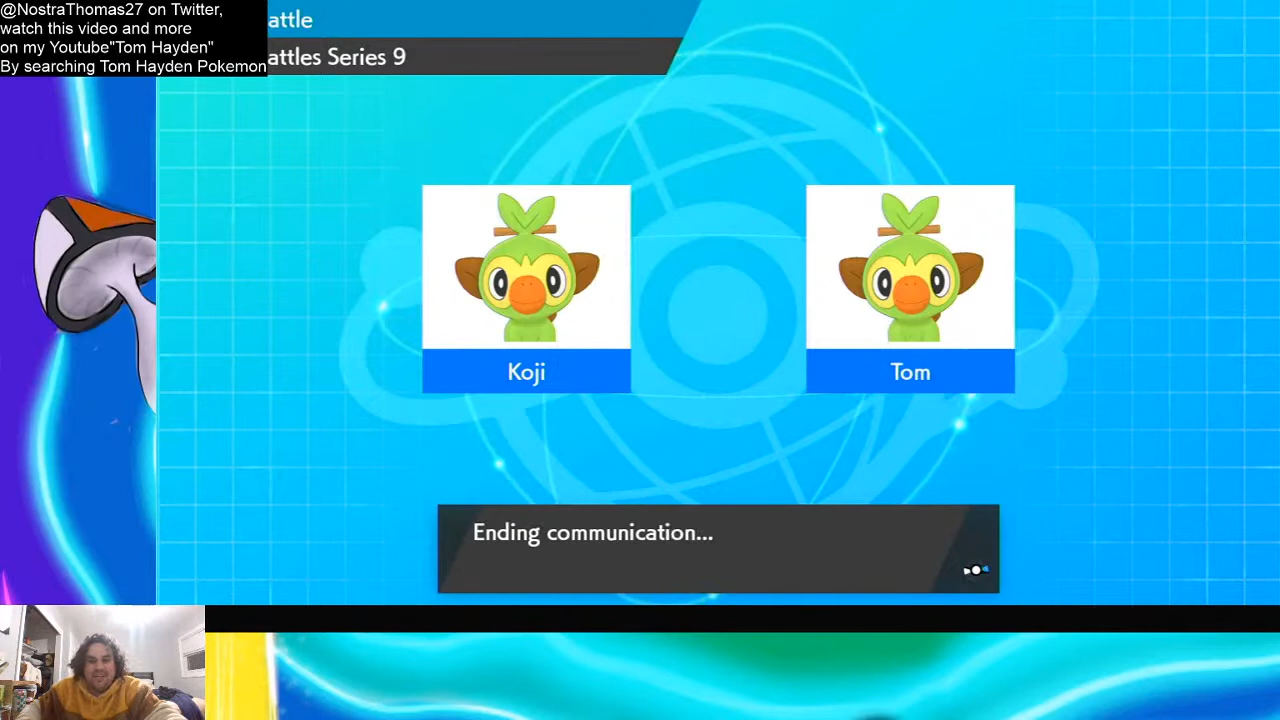 @NostraThomas27 on Twitter,
watch this video and more
on my Youtube"Tom Hayden"
By searching Tom Hayden Pokemon
attle
attles Series 9
Koji
Tom
Ending communication...